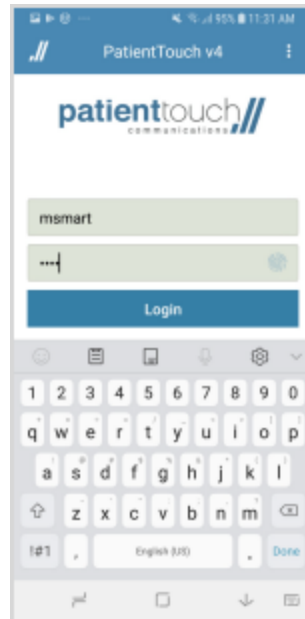 95% 11:31 AM
PatientTouch v4
patienttouch
communications
msmart
••••
Login
1 2 3 4 5 6 7 8 9 0
q w e r t y u i o p
a s d f g h j k l
z x c v b n m
!#1 , English (US) . Done